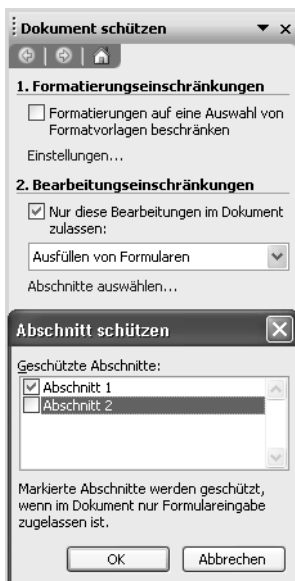 Dokument schützen
1. Formatierungseinschränkungen
Formatierungen auf eine Auswahl von
Formatvorlagen beschränken
Einstellungen...
2. Bearbeitungseinschränkungen
Nur diese Bearbeitungen im Dokument
zulassen:
Ausfüllen von Formularen
Abschnitte auswählen...
Abschnitt schützen
Geschützte Abschnitte:
Abschnitt 1
Abschnitt 2
Markierte Abschnitte werden geschützt,
wenn im Dokument nur Formulareingabe
zugelassen ist.
OK Abbrechen